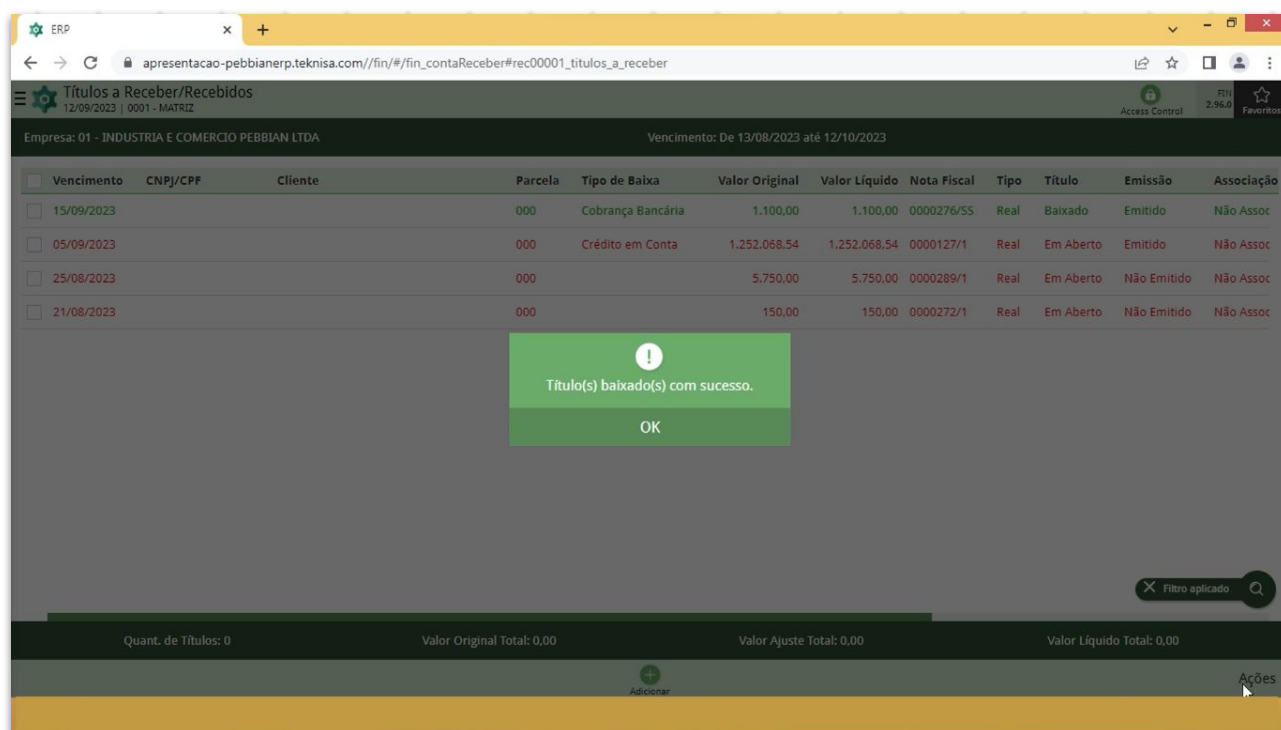 ERP
apresentacao-pebbianerp.teknisa.com//fin/#/fin_contaReceber#rec00001_titulos_a_receber
Títulos a Receber/Recebidos
12/09/2023 | 0001 - MATRIZ
Access Control
FIN
2.96.0
Favoritos
Empresa: 01 - INDUSTRIA E COMERCIO PEBBIAN LTDA Vencimento: De 13/08/2023 até 12/10/2023
Vencimento CNPJ/CPF Cliente Parcela Tipo de Baixa Valor Original Valor Líquido Nota Fiscal Tipo Título Emissão Associação
15/09/2023 000 Cobrança Bancária 1.100,00 1.100,00 0000276/SS Real Baixado Emitido Não Assoc
05/09/2023 000 Crédito em Conta 1.252.068,54 1.252.068,54 0000127/1 Real Em Aberto Emitido Não Assoc
25/08/2023 000 5.750,00 5.750,00 0000289/1 Real Em Aberto Não Emitido Não Assoc
21/08/2023 000 150,00 150,00 0000272/1 Real Em Aberto Não Emitido Não Assoc
Título(s) baixado(s) com sucesso.
OK
Filtro aplicado
Quant. de Títulos: 0 Valor Original Total: 0,00 Valor Ajuste Total: 0,00 Valor Líquido Total: 0,00
Adicionar
Ações